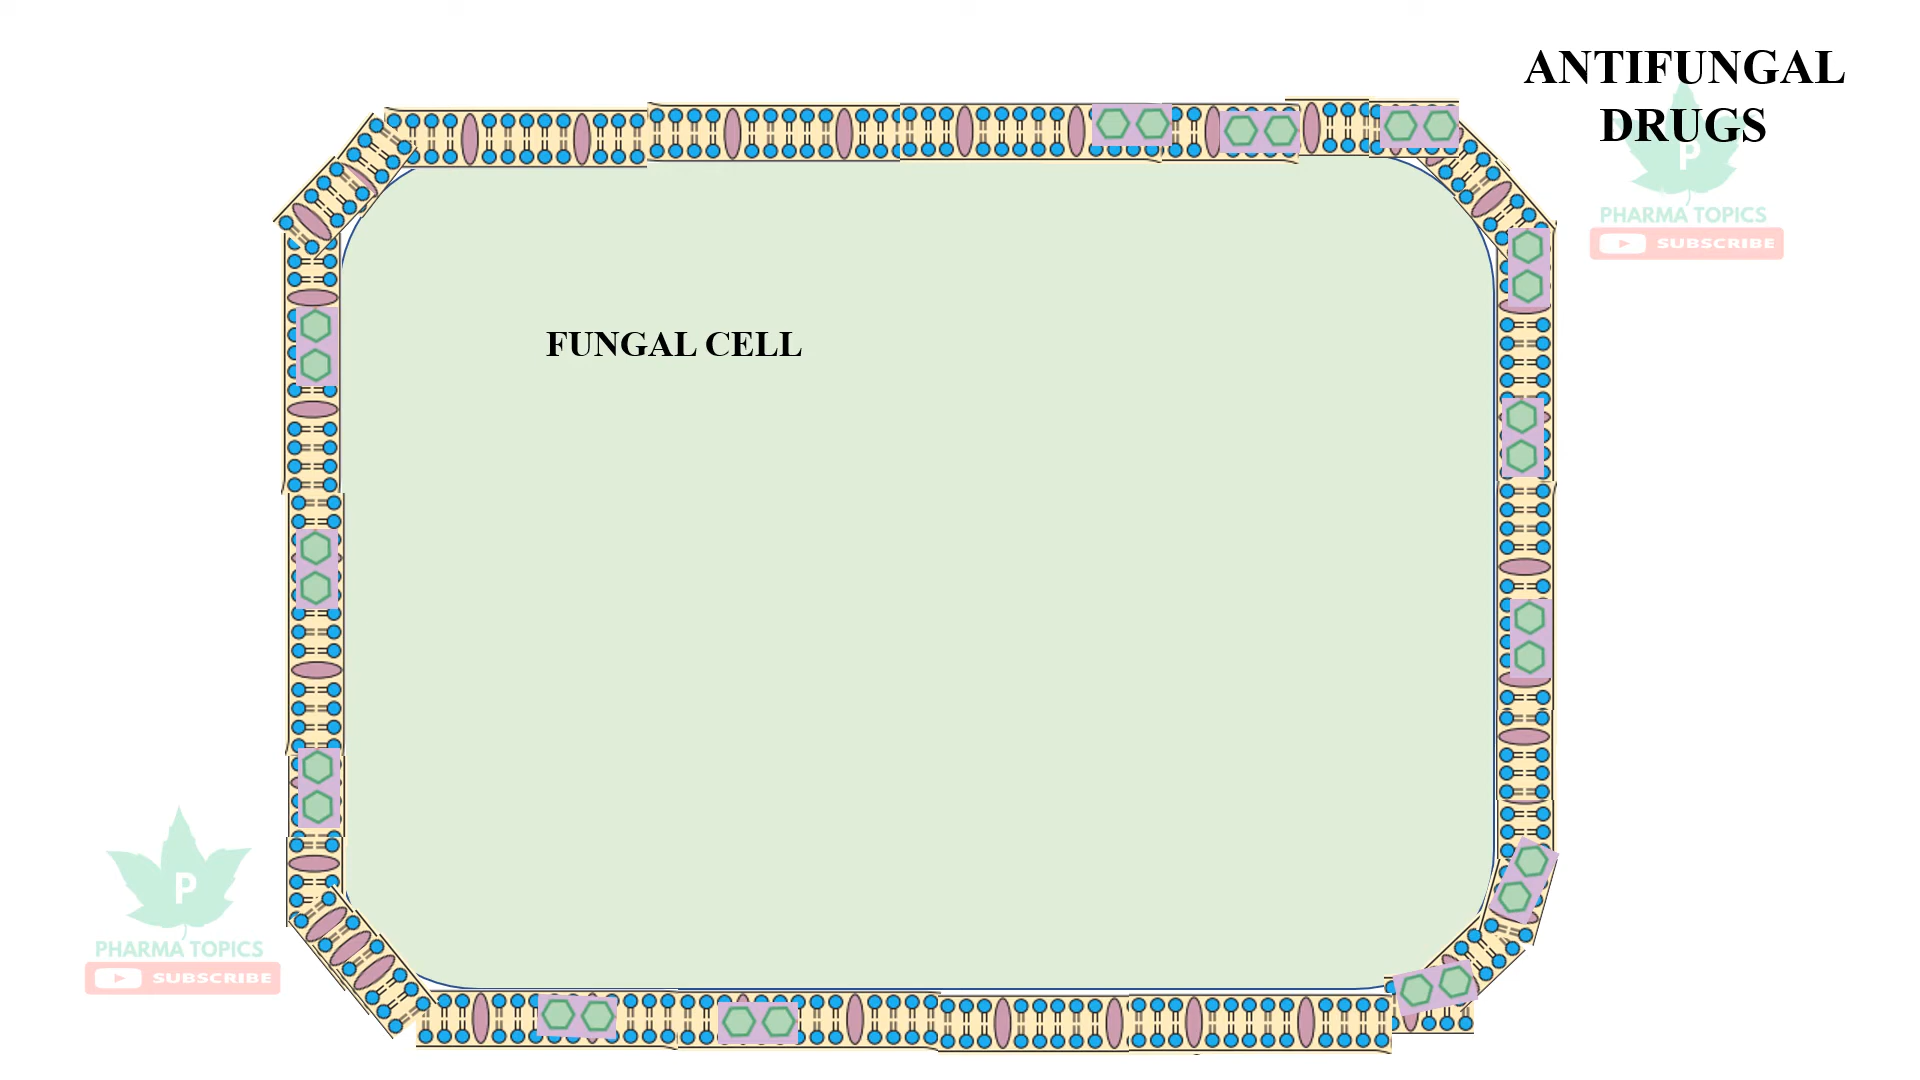 ANTIFUNGAL
DRUGS
P
PHARMA TOPICS
SUBSCRIBE
FUNGAL CELL
P
PHARMA TOPICS
SUBSCRIBE